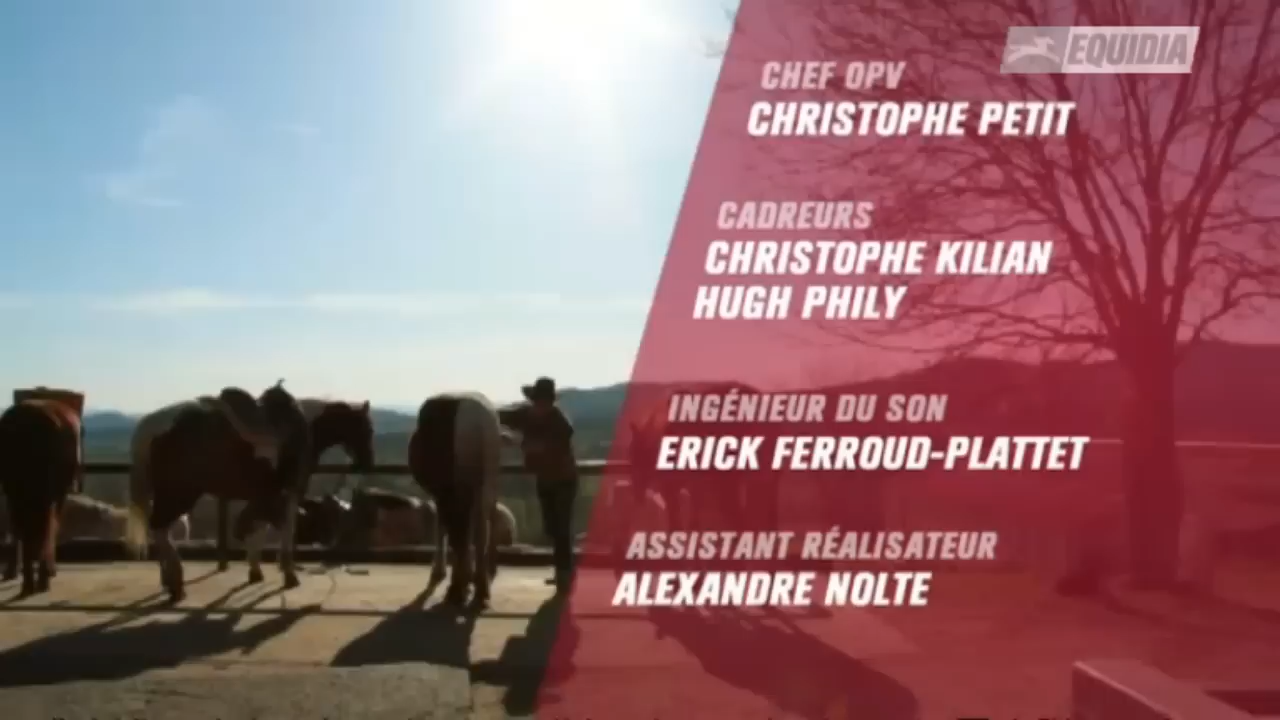 EQUIDIA
CHEF OPV
CHRISTOPHE PETIT
CADREURS
CHRISTOPHE KILIAN
HUGH PHILY
INGÉNIEUR DU SON
ERICK FERROUD-PLATTET
ASSISTANT RÉALISATEUR
ALEXANDRE NOLTE